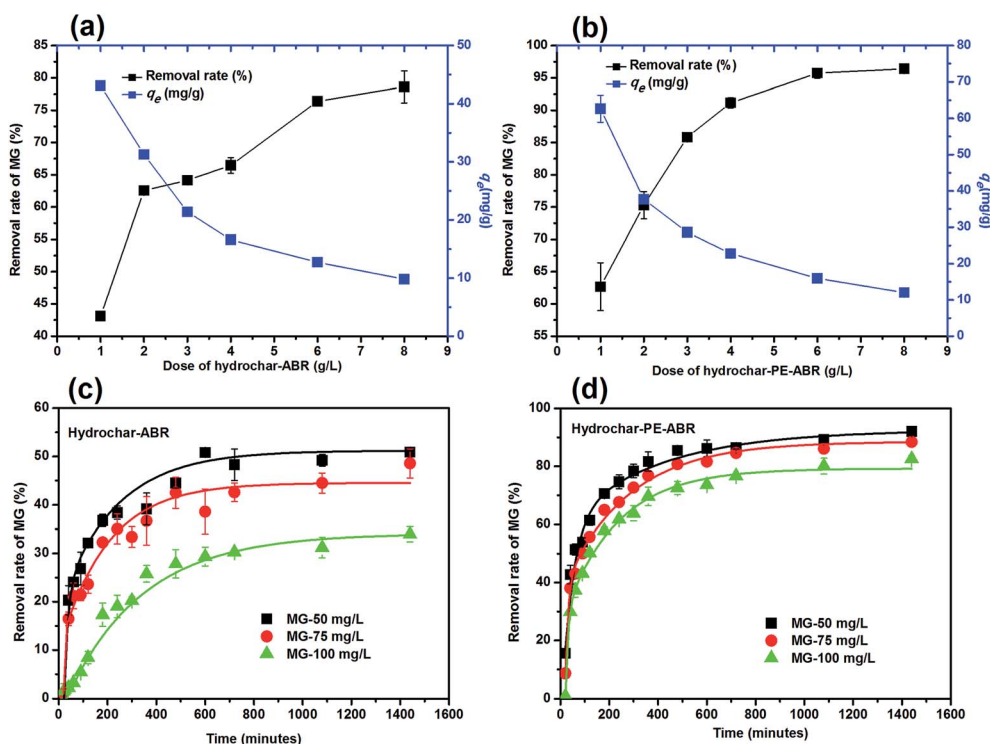 (a)
Removal rate (%)
qe (mg/g)
Removal rate of MG (%)
85
80
75
70
65
60
55
50
45
40
50
40
30
20
10
0
qe(mg/g)
0 1 2 3 4 5 6 7 8 9
Dose of hydrochar-ABR (g/L)
(b)
Removal rate (%)
qe (mg/g)
Removal rate of MG (%)
100
95
90
85
80
75
70
65
60
55
80
70
60
50
40
30
20
10
0
qe(mg/g)
0 1 2 3 4 5 6 7 8 9
Dose of hydrochar-PE-ABR (g/L)
(c)
Hydrochar-ABR
Removal rate of MG (%)
60
50
40
30
20
10
0
MG-50 mg/L
MG-75 mg/L
MG-100 mg/L
0 200 400 600 800 1000 1200 1400 1600
Time (minutes)
(d)
Hydrochar-PE-ABR
Removal rate of MG (%)
100
80
60
40
20
0
MG-50 mg/L
MG-75 mg/L
MG-100 mg/L
0 200 400 600 800 1000 1200 1400 1600
Time (minutes)